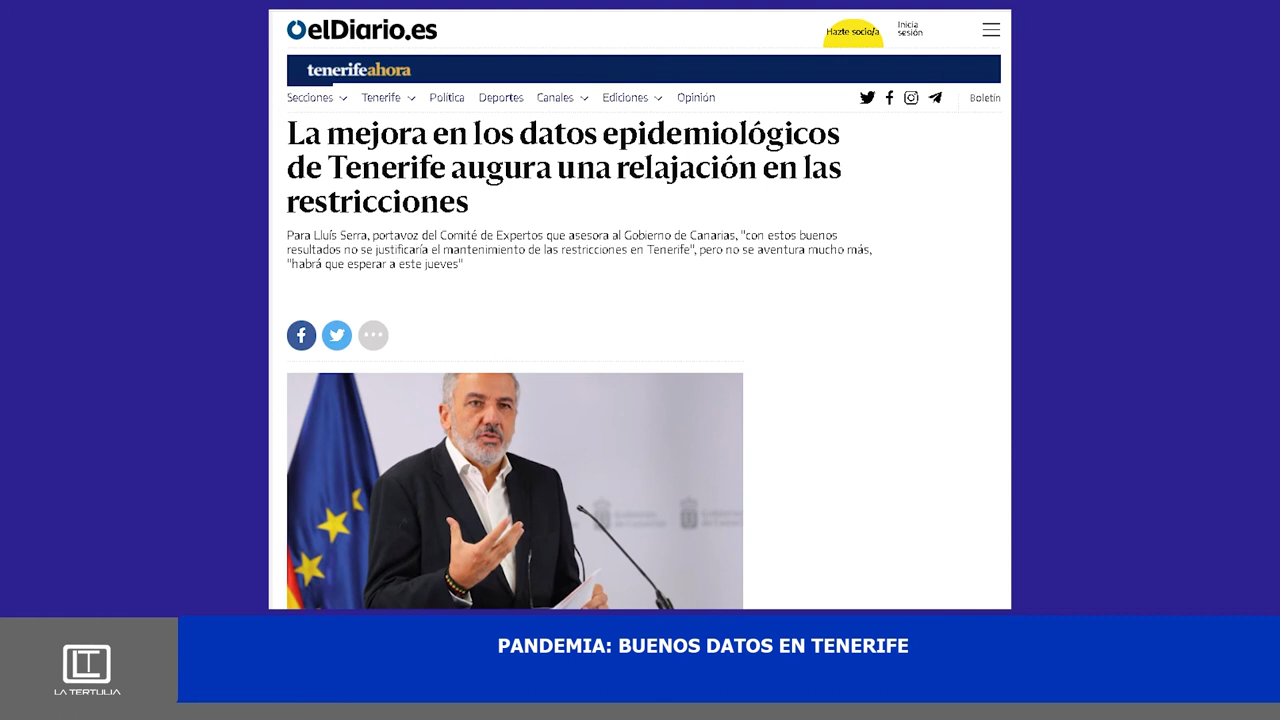 elDiario.es
Hazte socio/a
Inicia
sesión
tenerifeahora
Secciones Tenerife Política Deportes Canales Ediciones Opinión
Boletín
La mejora en los datos epidemiológicos
de Tenerife augura una relajación en las
restricciones
Para Lluís Serra, portavoz del Comité de Expertos que asesora al Gobierno de Canarias, "con estos buenos
resultados no se justificaría el mantenimiento de las restricciones en Tenerife", pero no se aventura mucho más,
"habrá que esperar a este jueves"
PANDEMIA: BUENOS DATOS EN TENERIFE
LA TERTULIA